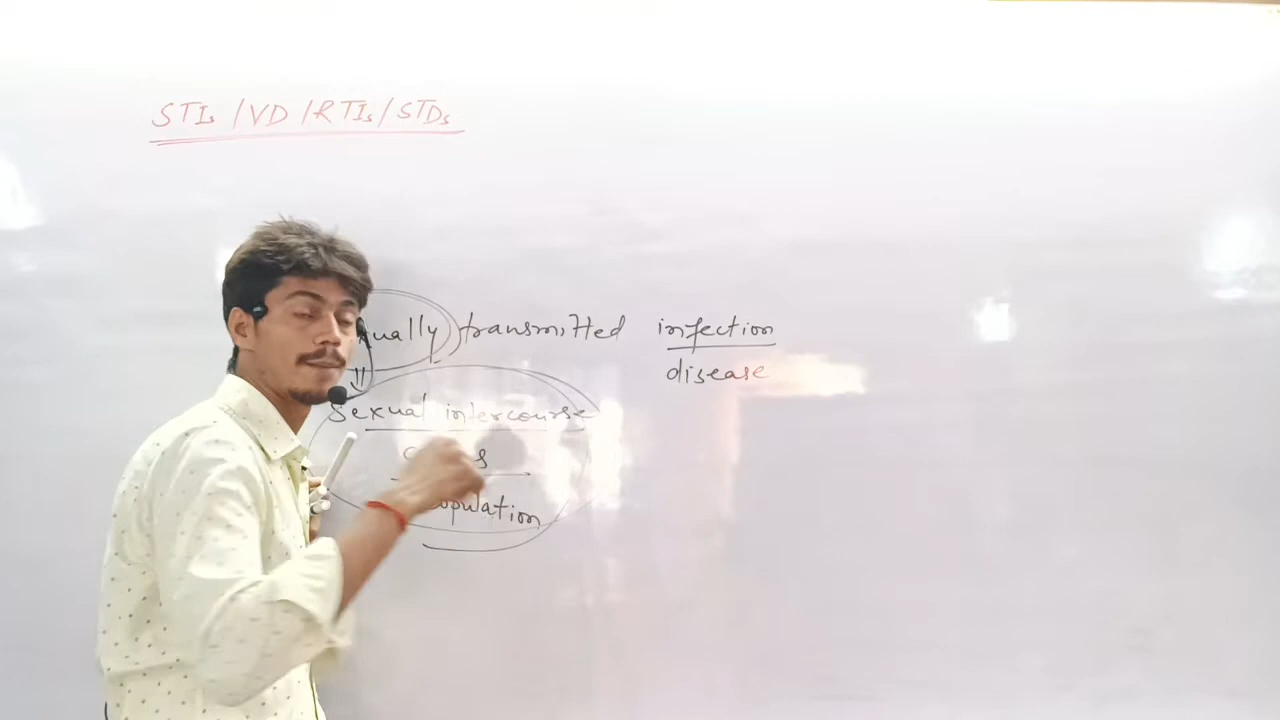 STIs / VD / RTIs / STDs
transmitted infection
disease
sexual intercourse